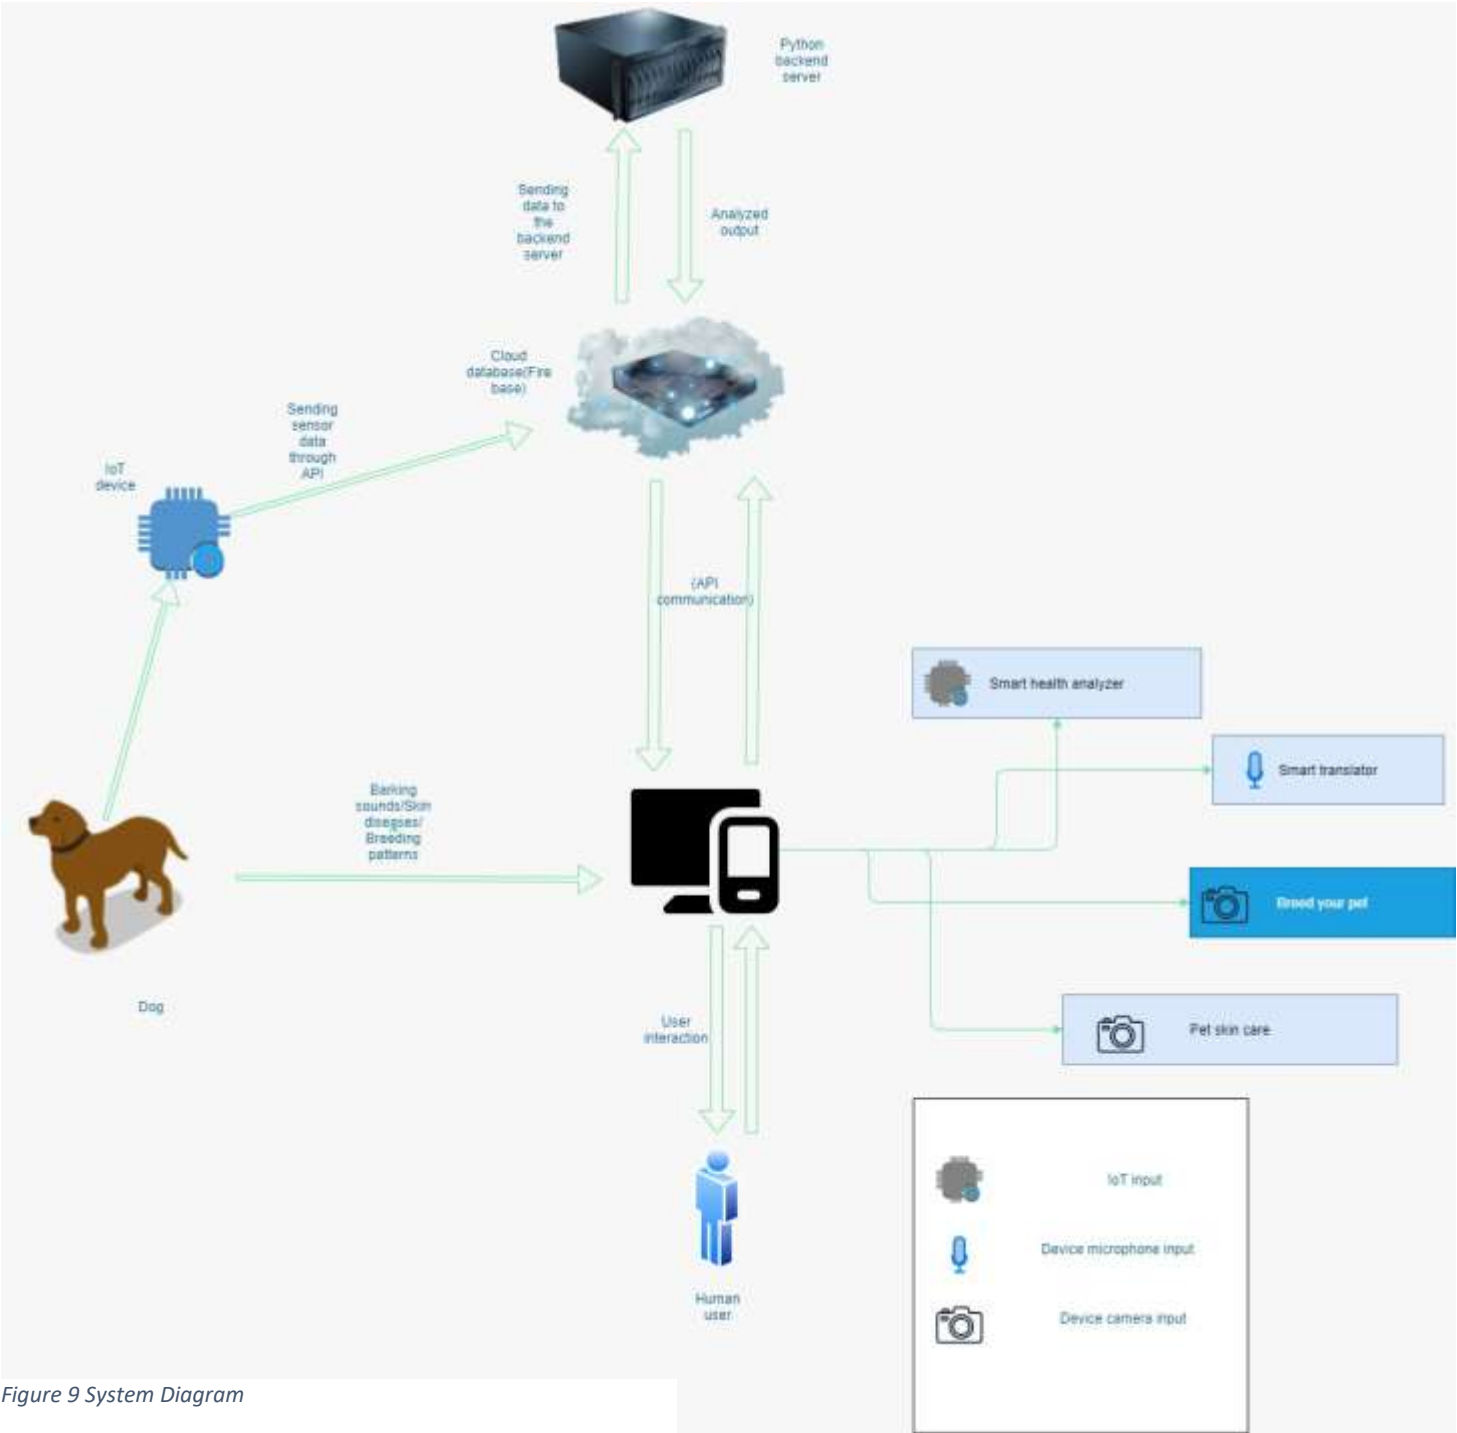 Python
backend
server
Sending
data to
the
backend
server
Analyzed
output
Cloud
database(Fire
base)
Sending
sensor
data
through
API
IoT
device
(API
communication)
Smart health analyzer
Smart translator
Barking
sounds/Skin
diseases/
Breeding
patterns
Breed your pet
Dog
User
interaction
Pet skin care
IoT input
Device microphone input
Device camera input
Human
user
Figure 9 System Diagram